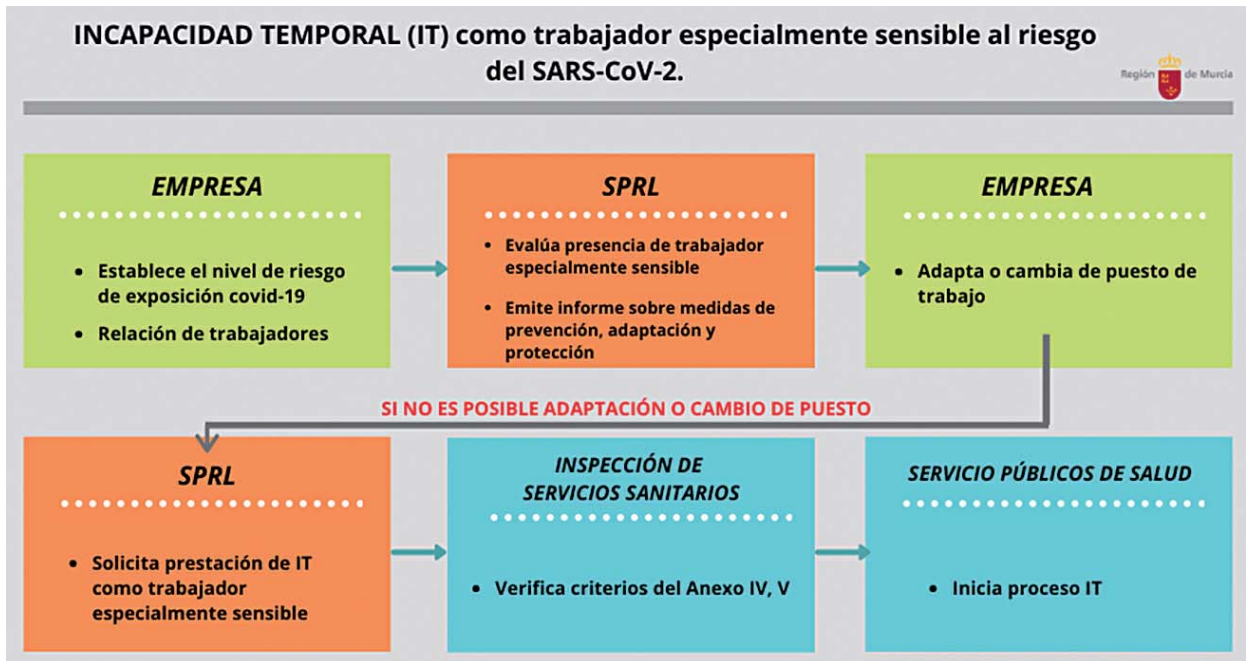 INCAPACIDAD TEMPORAL (IT) como trabajador especialmente sensible al riesgo
del SARS-CoV-2.
Región de Murcia
EMPRESA
• Establece el nivel de riesgo
de exposición covid-19
• Relación de trabajadores
SPRL
• Evalúa presencia de trabajador
especialmente sensible
• Emite informe sobre medidas de
prevención, adaptación y
protección
EMPRESA
• Adapta o cambia de puesto de
trabajo
SI NO ES POSIBLE ADAPTACIÓN O CAMBIO DE PUESTO
SPRL
• Solicita prestación de IT
como trabajador
especialmente sensible
INSPECCIÓN DE
SERVICIOS SANITARIOS
• Verifica criterios del Anexo IV, V
SERVICIO PÚBLICOS DE SALUD
• Inicia proceso IT